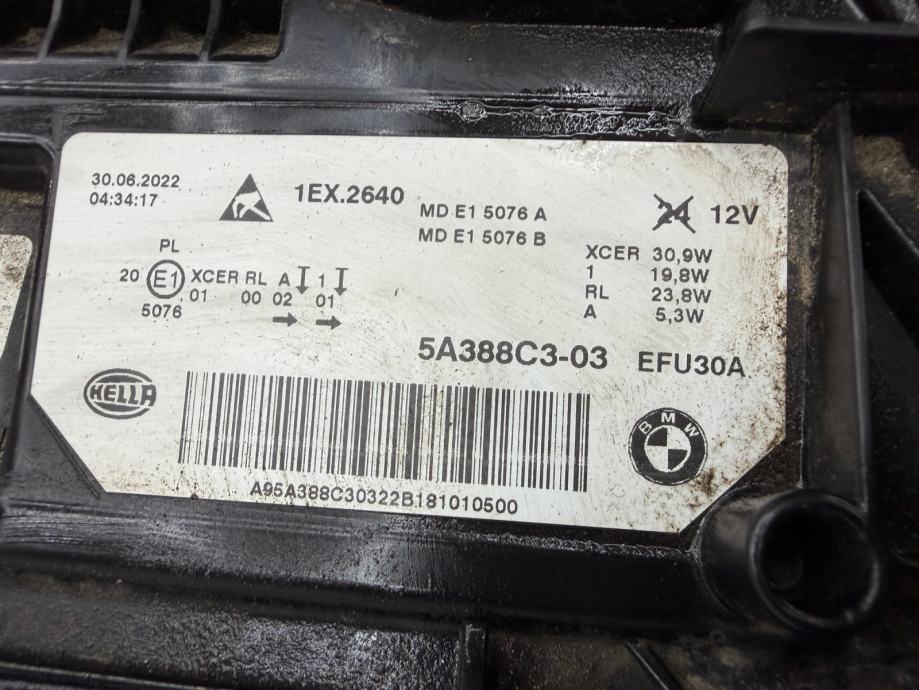 30.06.2022
04:34:17
1EX.2640
MD E1 5076 A
MD E1 5076 B
24 12V
XCER 30,9W
1 19,8W
RL 23,8W
A 5,3W
PL
20 E1 XCER RL A 1
01 00 02 01
5076
5A388C3-03 EFU30A
HELLA
BMW
A95A388C30322B181010500